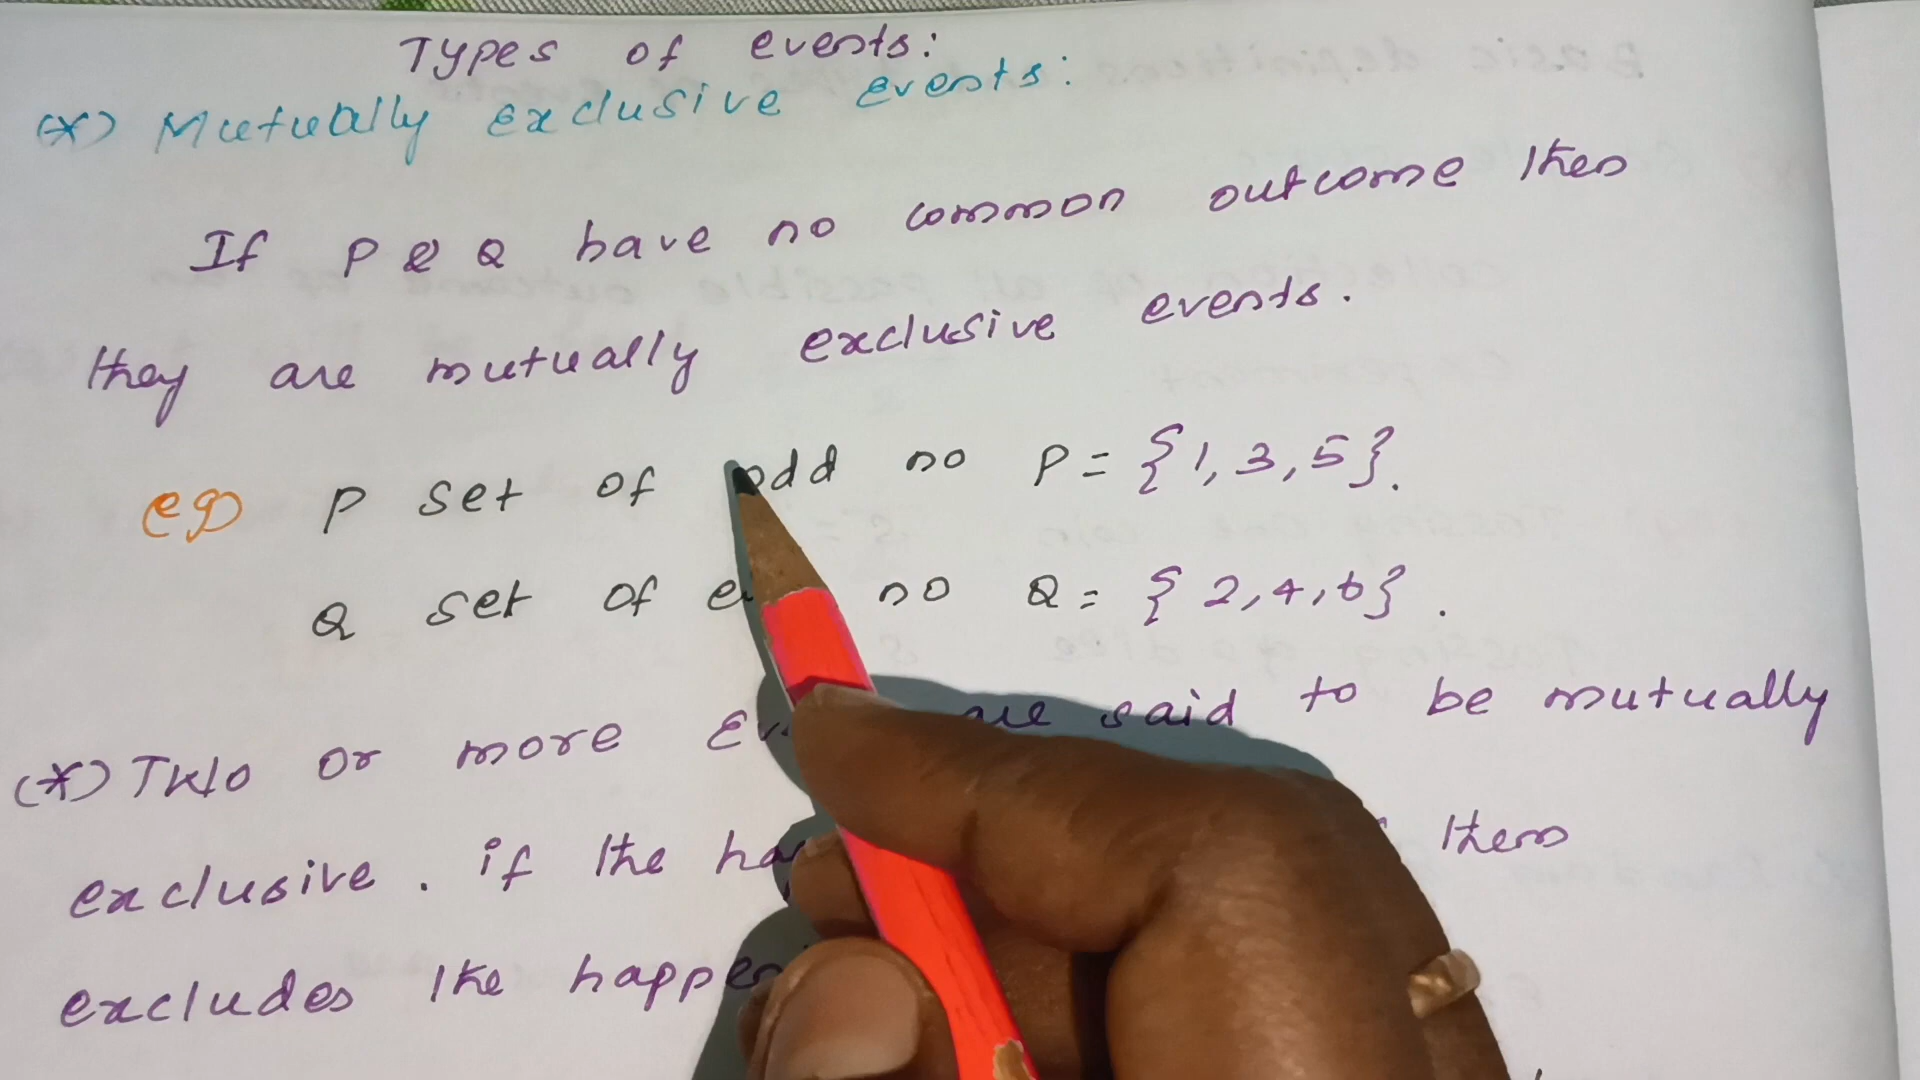 Types of events:
(*) Mutually exclusive events:
If P & Q have no common outcome then
they are mutually exclusive events.
eg) P set of odd no P = {1, 3, 5}.
Q set of no Q = {2, 4, 6}.
(*) Two or more are said to be mutually
exclusive. if the them
excludes the